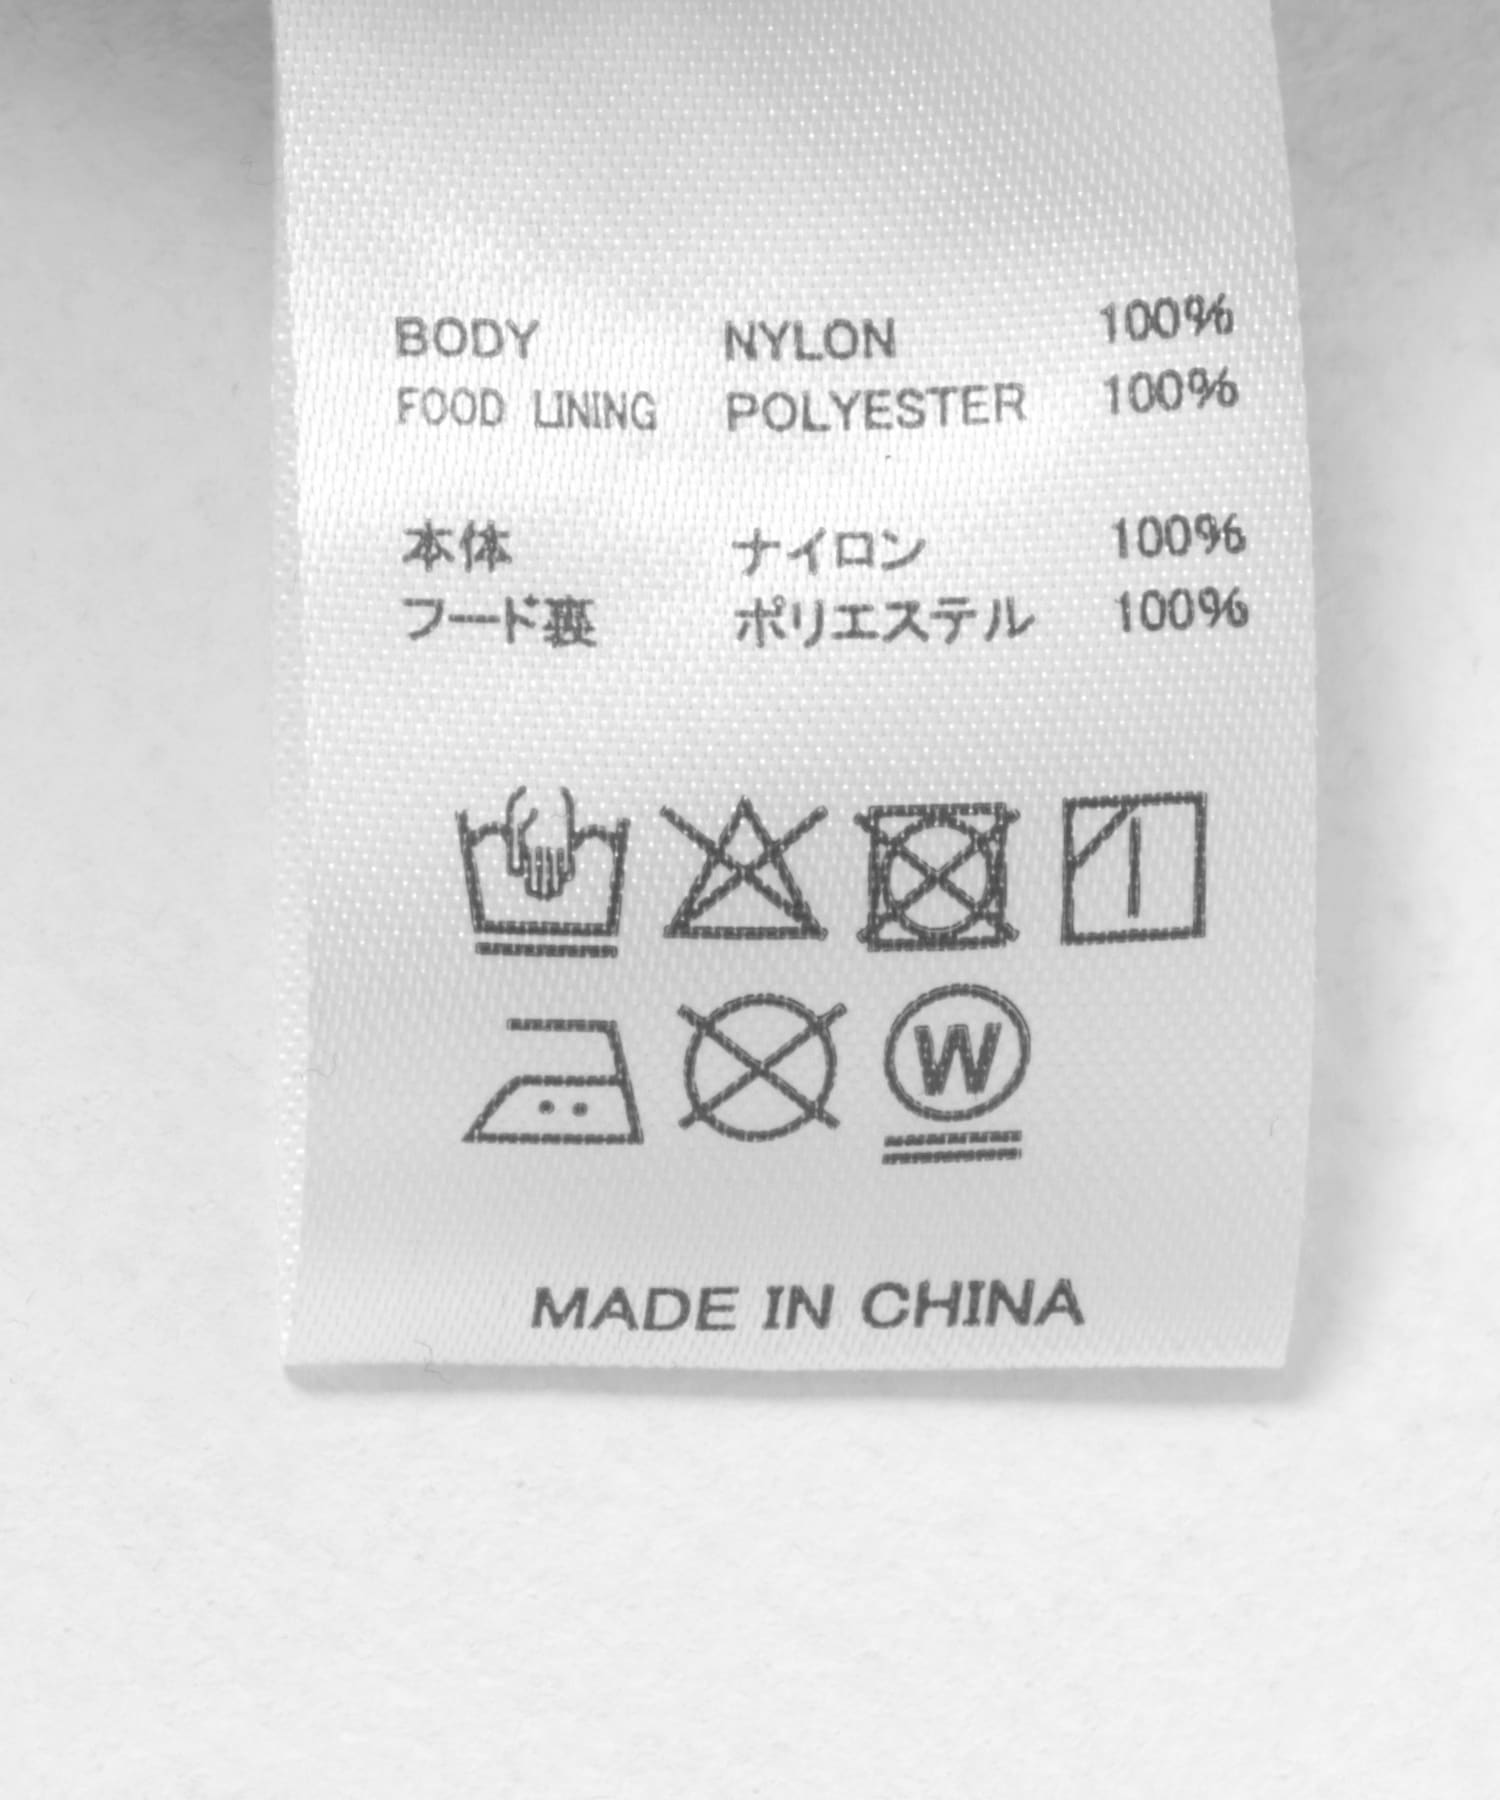 BODY NYLON 100%
FOOD LINING POLYESTER 100%
本体 ナイロン 100%
フード裏 ポリエステル 100%
W
MADE IN CHINA